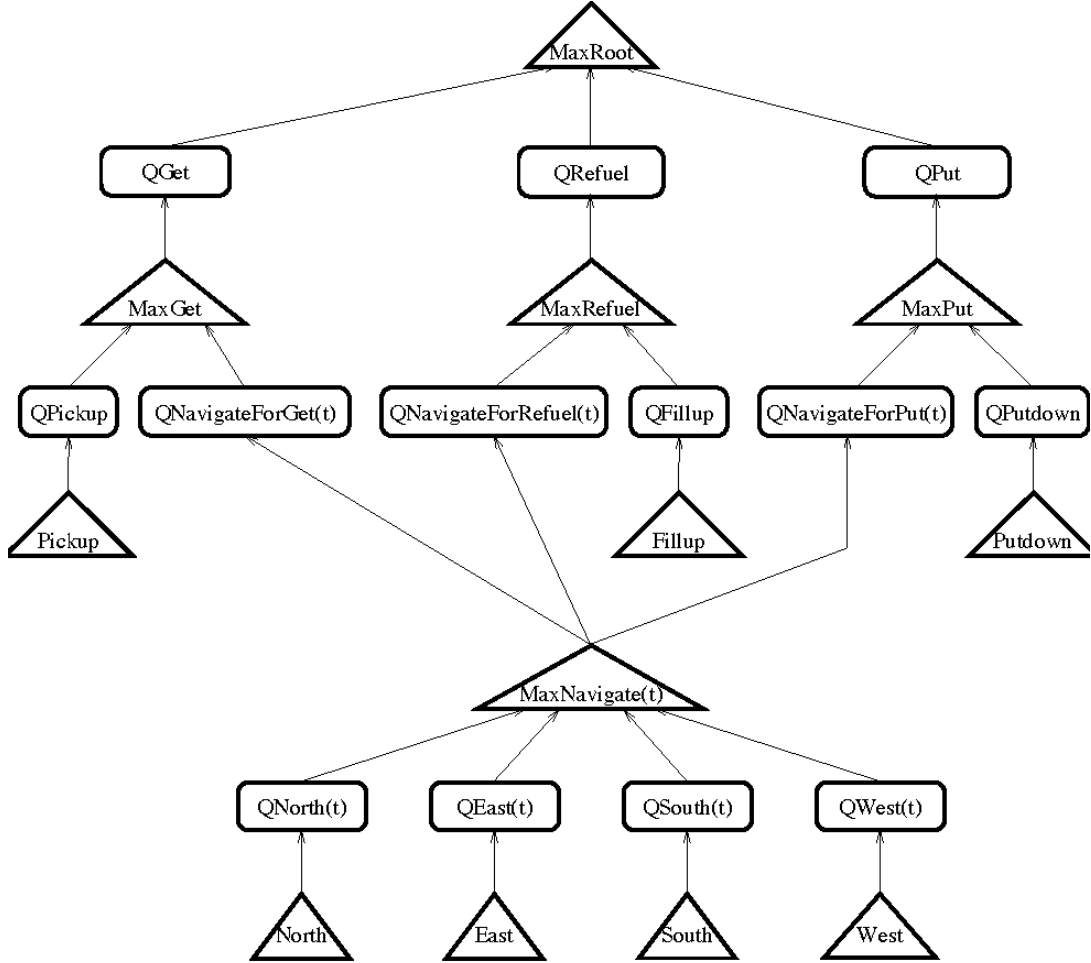 MaxRoot
QGet
QRefuel
QPut
MaxGet
MaxRefuel
MaxPut
QPickup
QNavigateForGet(t)
QNavigateForRefuel(t)
QFillup
QNavigateForPut(t)
QPutdown
Pickup
Fillup
Putdown
MaxNavigate(t)
QNorth(t)
QEast(t)
QSouth(t)
QWest(t)
North
East
South
West